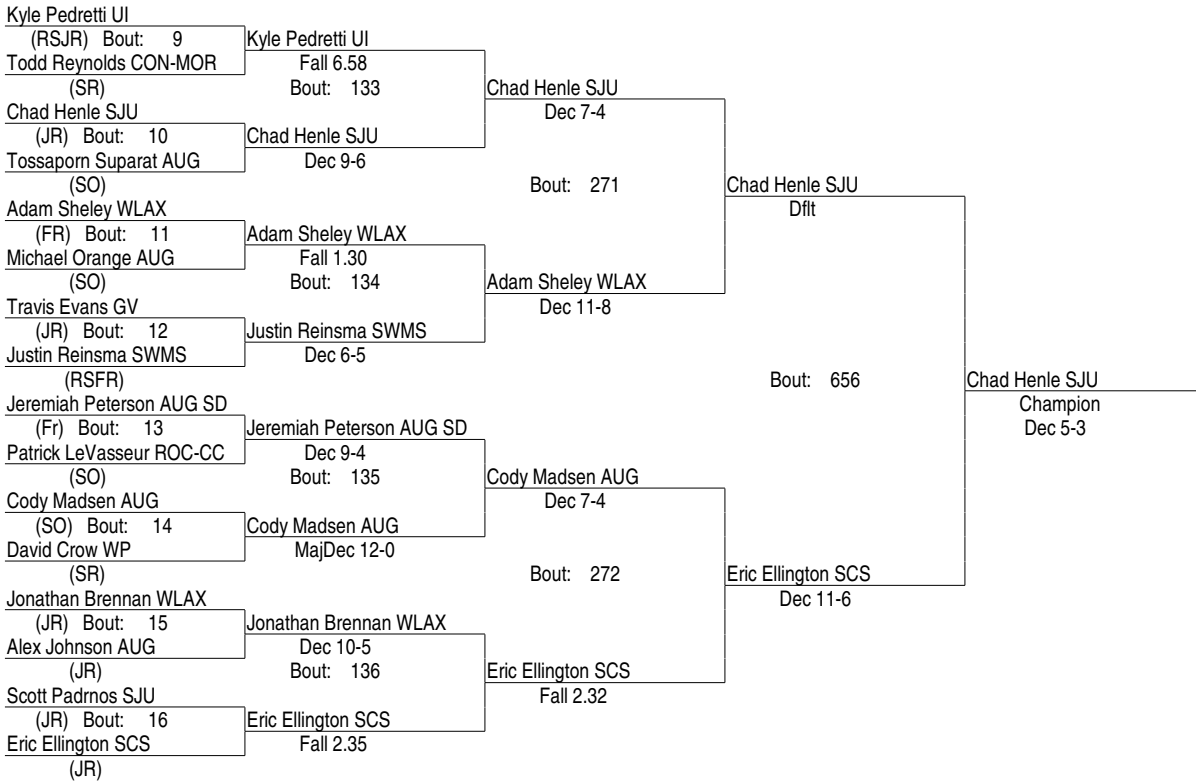 Kyle Pedretti UI
(RSJR) Bout: 9 Kyle Pedretti UI
Todd Reynolds CON-MOR Fall 6.58
(SR) Bout: 133 Chad Henle SJU
Chad Henle SJU Dec 7-4
(JR) Bout: 10 Chad Henle SJU
Tossaporn Suparat AUG Dec 9-6
(SO) Bout: 271 Chad Henle SJU
Adam Sheley WLAX Dflt
(FR) Bout: 11 Adam Sheley WLAX
Michael Orange AUG Fall 1.30
(SO) Bout: 134 Adam Sheley WLAX
Travis Evans GV Dec 11-8
(JR) Bout: 12 Justin Reinsma SWMS
Justin Reinsma SWMS Dec 6-5
(RSFR) Bout: 656 Chad Henle SJU
Jeremiah Peterson AUG SD Champion
(Fr) Bout: 13 Jeremiah Peterson AUG SD Dec 5-3
Patrick LeVasseur ROC-CC Dec 9-4
(SO) Bout: 135 Cody Madsen AUG
Cody Madsen AUG Dec 7-4
(SO) Bout: 14 Cody Madsen AUG
David Crow WP MajDec 12-0
(SR) Bout: 272 Eric Ellington SCS
Jonathan Brennan WLAX Dec 11-6
(JR) Bout: 15 Jonathan Brennan WLAX
Alex Johnson AUG Dec 10-5
(JR) Bout: 136 Eric Ellington SCS
Scott Padrnos SJU Fall 2.32
(JR) Bout: 16 Eric Ellington SCS
Eric Ellington SCS Fall 2.35
(JR)